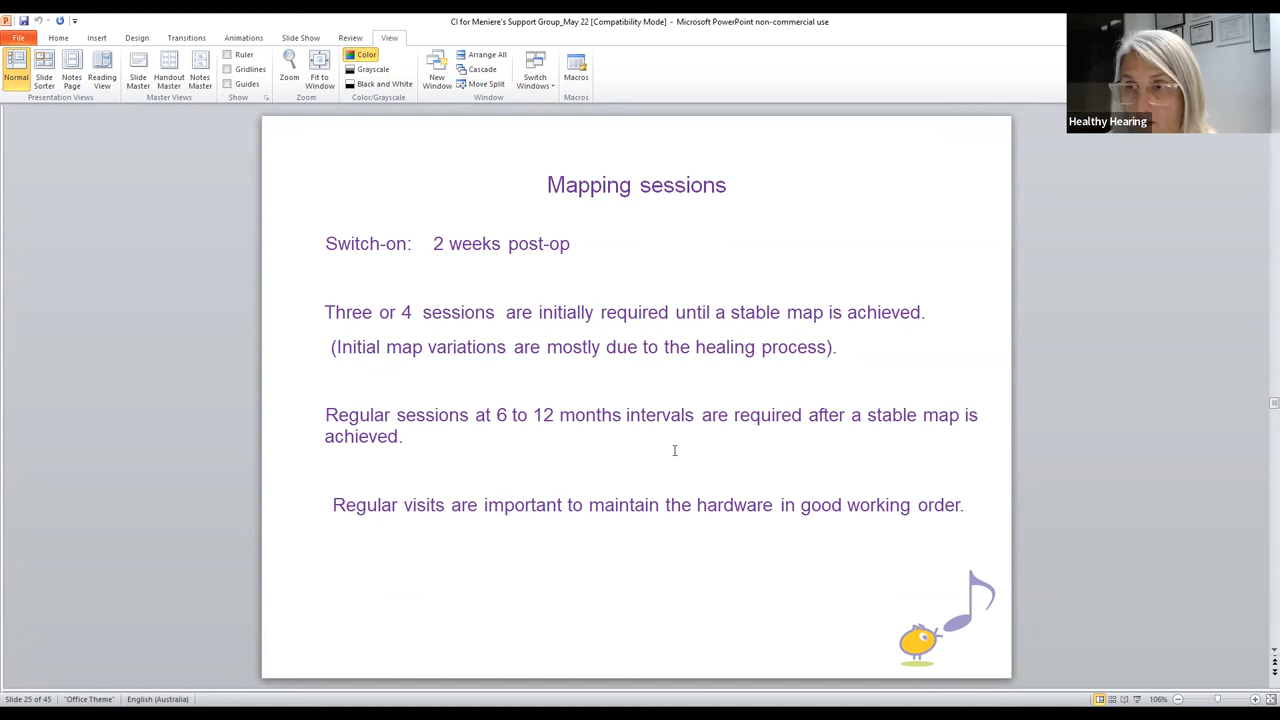 CI for Meniere's Support Group_May 22 [Compatibility Mode] - Microsoft PowerPoint non-commercial use
File Home Insert Design Transitions Animations Slide Show Review View
Normal Slide Sorter Notes Page Reading View
Presentation Views
Slide Master Handout Master Notes Master
Master Views
Ruler
Gridlines
Guides
Show
Zoom Fit to Window
Zoom
Color
Grayscale
Black and White
Color/Grayscale
New Window
Arrange All
Cascade
Move Split
Switch Windows
Window
Macros
Macros
Healthy Hearing
Mapping sessions
Switch-on: 2 weeks post-op
Three or 4 sessions are initially required until a stable map is achieved.
(Initial map variations are mostly due to the healing process).
Regular sessions at 6 to 12 months intervals are required after a stable map is
achieved.
Regular visits are important to maintain the hardware in good working order.
Slide 25 of 45 "Office Theme" English (Australia) 106%